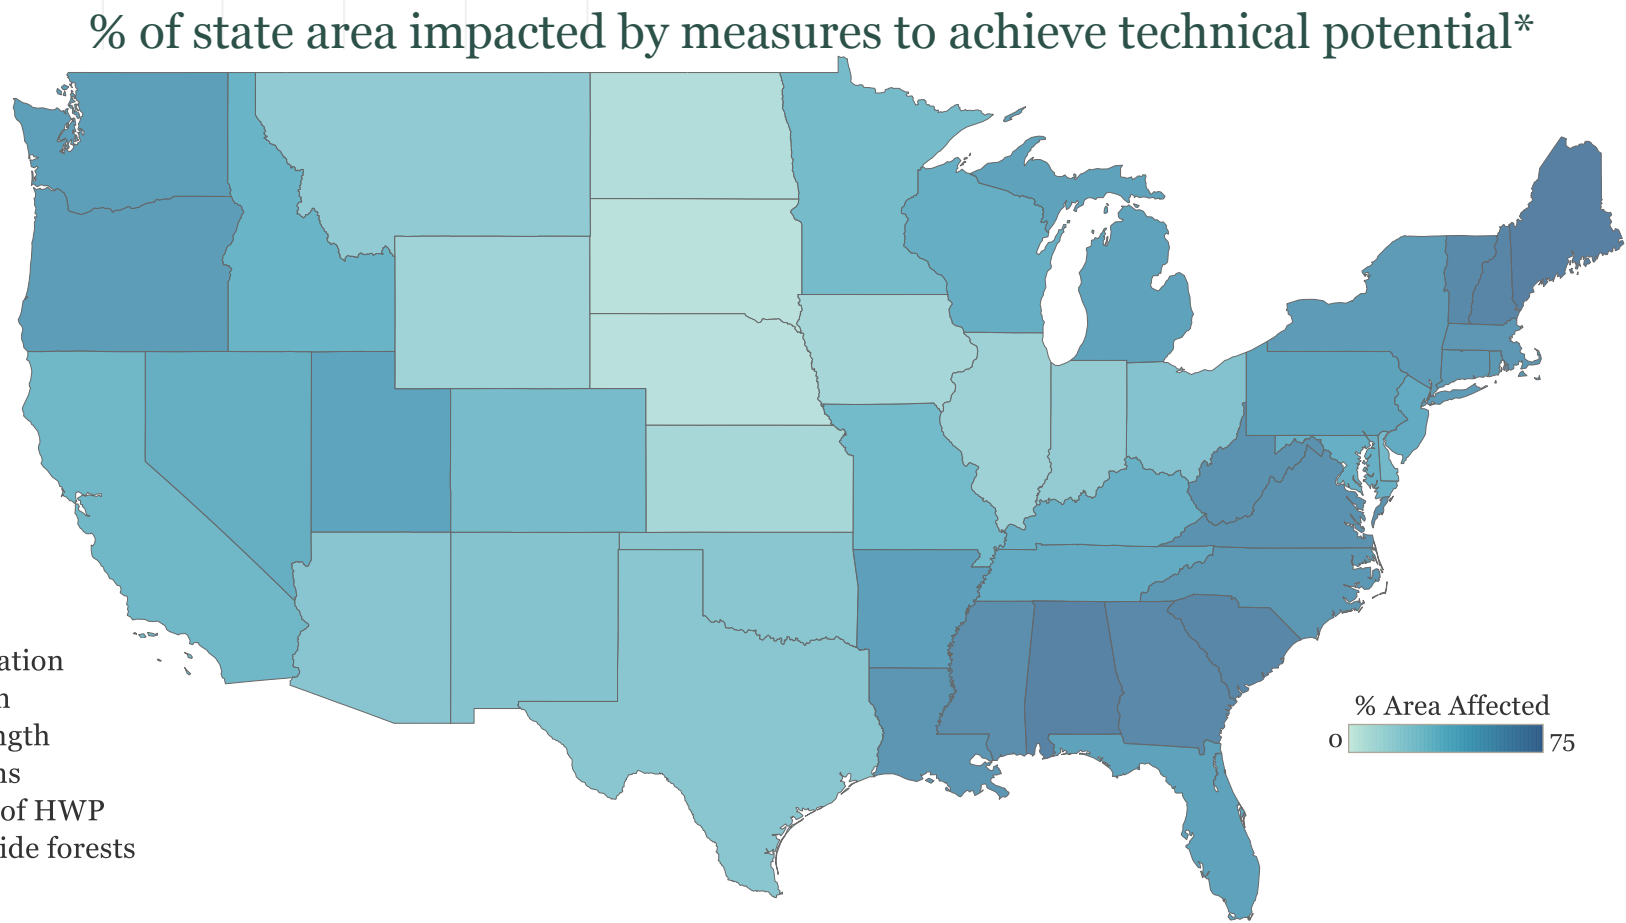 % of state area impacted by measures to achieve technical potential*
ation
n
ngth
ns
of HWP
ide forests
% Area Affected
0 75